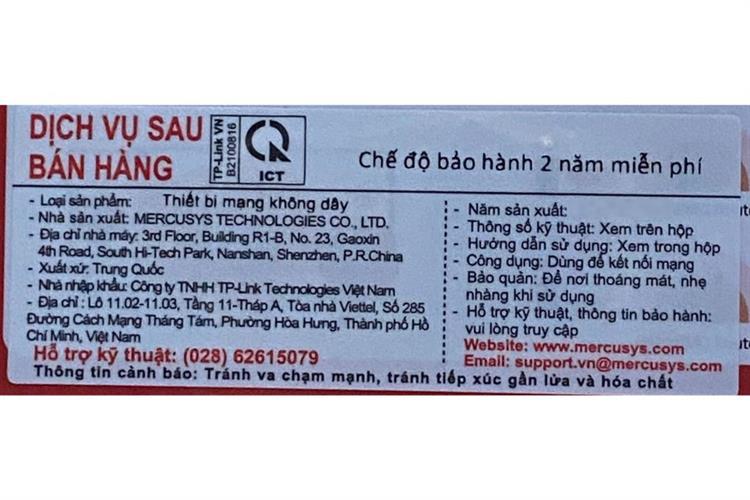 DỊCH VỤ SAU
BÁN HÀNG
TP-Link VN
B2100816
ICT
Chế độ bảo hành 2 năm miễn phí
- Loại sản phẩm: Thiết bị mạng không dây
- Nhà sản xuất: MERCUSYS TECHNOLOGIES CO., LTD.
- Địa chỉ nhà máy: 3rd Floor, Building R1-B, No. 23, Gaoxin
4th Road, South Hi-Tech Park, Nanshan, Shenzhen, P.R.China
- Xuất xứ: Trung Quốc
- Nhà nhập khẩu: Công ty TNHH TP-Link Technologies Việt Nam
- Địa chỉ : Lô 11.02-11.03, Tầng 11-Tháp A, Tòa nhà Viettel, Số 285
Đường Cách Mạng Tháng Tám, Phường Hòa Hưng, Thành phố Hồ
Chí Minh, Việt Nam
Hỗ trợ kỹ thuật: (028) 62615079
- Năm sản xuất:
- Thông số kỹ thuật: Xem trên hộp
- Hướng dẫn sử dụng: Xem trong hộp
- Công dụng: Dùng để kết nối mạng
- Bảo quản: Để nơi thoáng mát, nhẹ
nhàng khi sử dụng
- Hỗ trợ kỹ thuật, thông tin bảo hành:
vui lòng truy cập
Website: www.mercusys.com
Email: support.vn@mercusys.com
Thông tin cảnh báo: Tránh va chạm mạnh, tránh tiếp xúc gần lửa và hóa chất